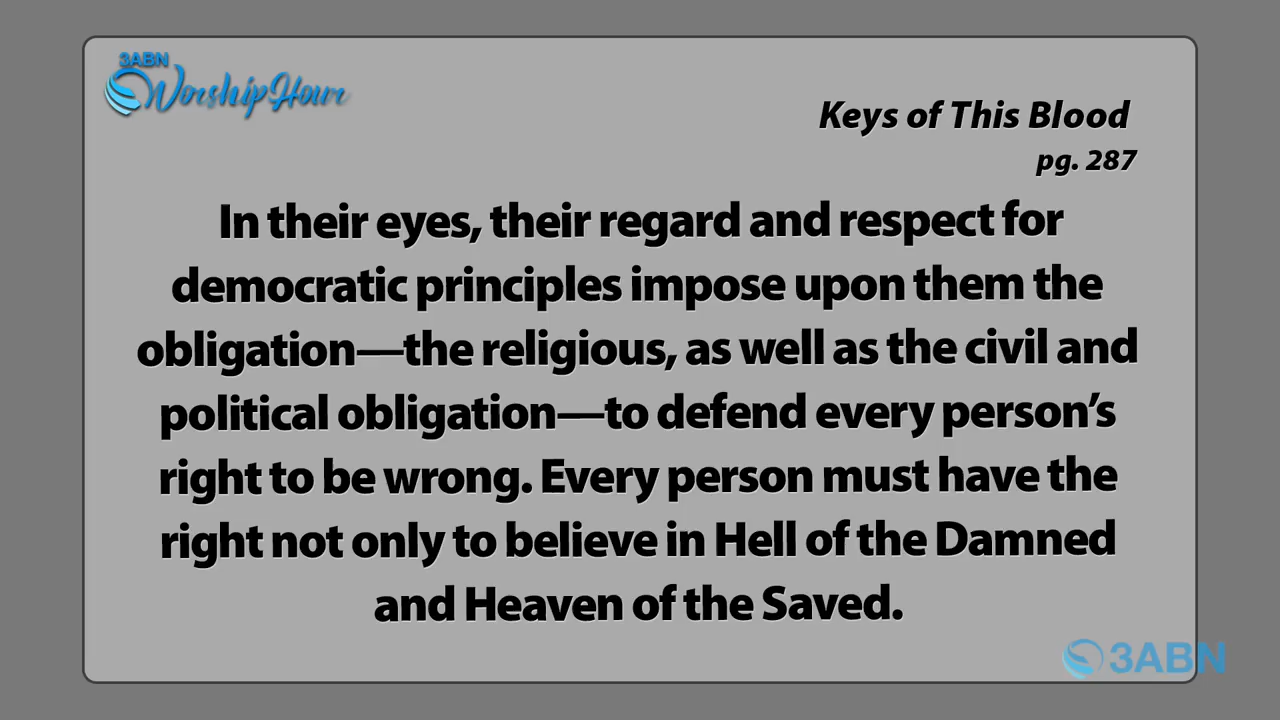 3ABN
Worship Hour
Keys of This Blood
pg. 287
In their eyes, their regard and respect for
democratic principles impose upon them the
obligation—the religious, as well as the civil and
political obligation—to defend every person’s
right to be wrong. Every person must have the
right not only to believe in Hell of the Damned
and Heaven of the Saved.
3ABN